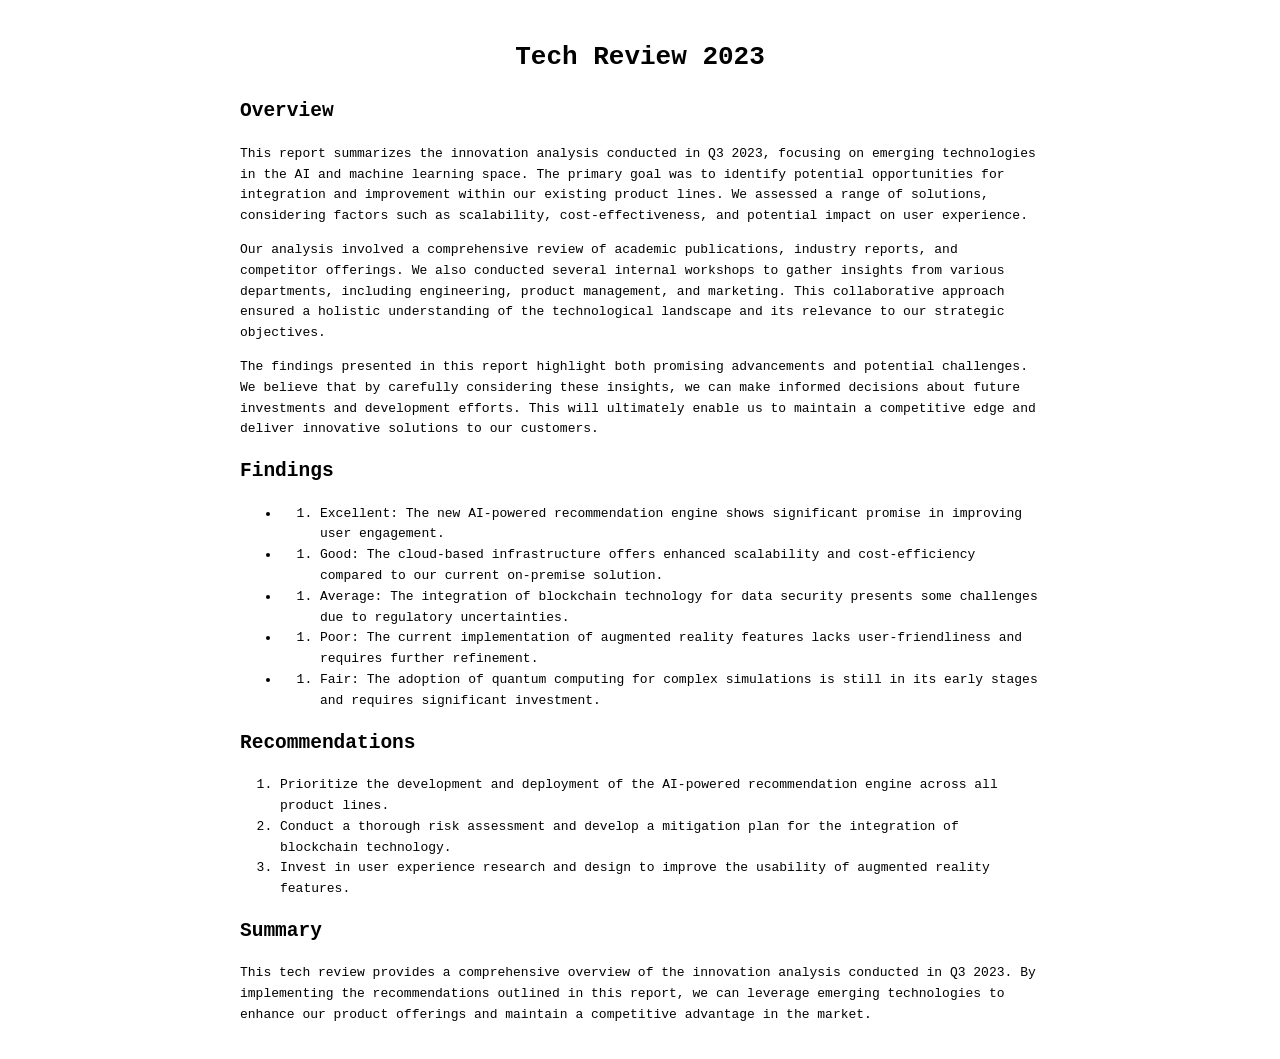 Tech Review 2023
Overview
This report summarizes the innovation analysis conducted in Q3 2023, focusing on emerging technologies
in the AI and machine learning space. The primary goal was to identify potential opportunities for
integration and improvement within our existing product lines. We assessed a range of solutions,
considering factors such as scalability, cost-effectiveness, and potential impact on user experience.
Our analysis involved a comprehensive review of academic publications, industry reports, and
competitor offerings. We also conducted several internal workshops to gather insights from various
departments, including engineering, product management, and marketing. This collaborative approach
ensured a holistic understanding of the technological landscape and its relevance to our strategic
objectives.
The findings presented in this report highlight both promising advancements and potential challenges.
We believe that by carefully considering these insights, we can make informed decisions about future
investments and development efforts. This will ultimately enable us to maintain a competitive edge and
deliver innovative solutions to our customers.
Findings
• 1. Excellent: The new AI-powered recommendation engine shows significant promise in improving
user engagement.
• 1. Good: The cloud-based infrastructure offers enhanced scalability and cost-efficiency
compared to our current on-premise solution.
• 1. Average: The integration of blockchain technology for data security presents some challenges
due to regulatory uncertainties.
• 1. Poor: The current implementation of augmented reality features lacks user-friendliness and
requires further refinement.
• 1. Fair: The adoption of quantum computing for complex simulations is still in its early stages
and requires significant investment.
Recommendations
1. Prioritize the development and deployment of the AI-powered recommendation engine across all
product lines.
2. Conduct a thorough risk assessment and develop a mitigation plan for the integration of
blockchain technology.
3. Invest in user experience research and design to improve the usability of augmented reality
features.
Summary
This tech review provides a comprehensive overview of the innovation analysis conducted in Q3 2023. By
implementing the recommendations outlined in this report, we can leverage emerging technologies to
enhance our product offerings and maintain a competitive advantage in the market.